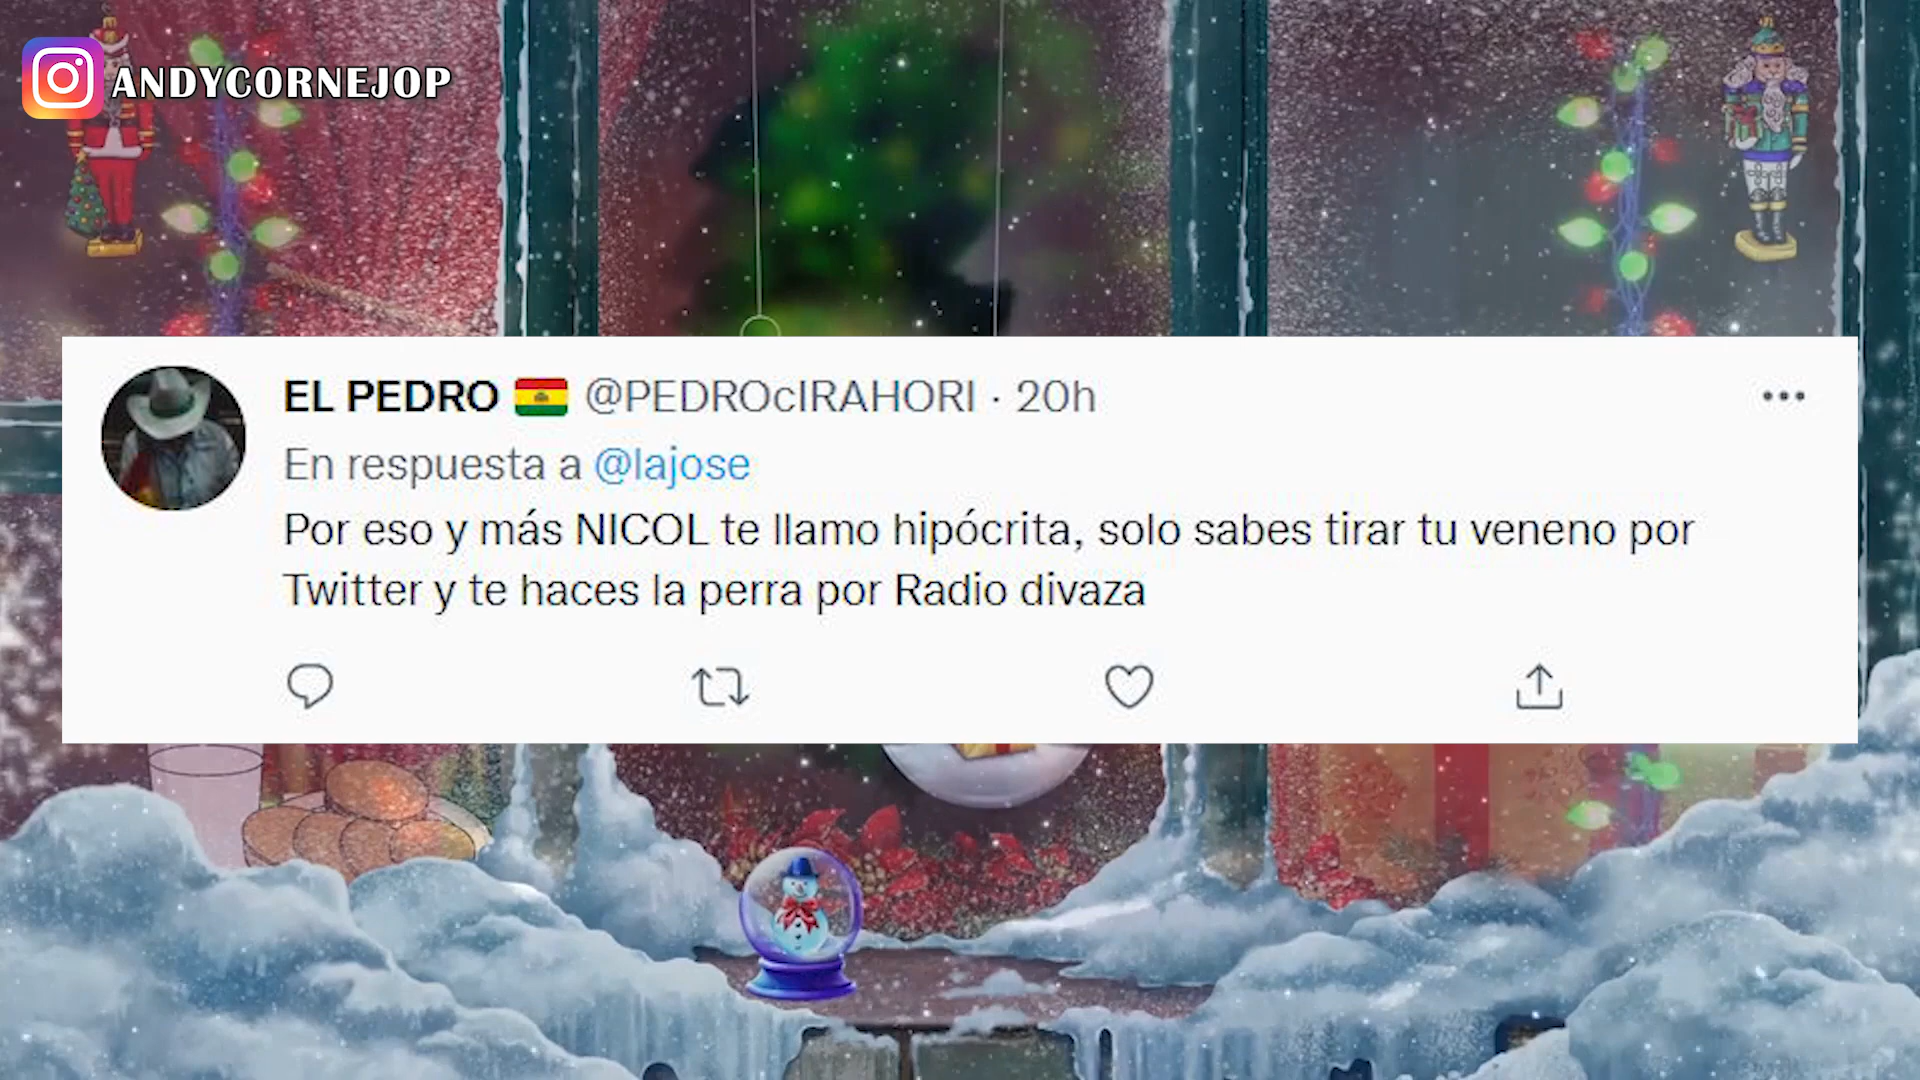 ANDYCORNEJOP
EL PEDRO @PEDROcIRAHORI · 20h
En respuesta a @lajose
Por eso y más NICOL te llamo hipócrita, solo sabes tirar tu veneno por
Twitter y te haces la perra por Radio divaza